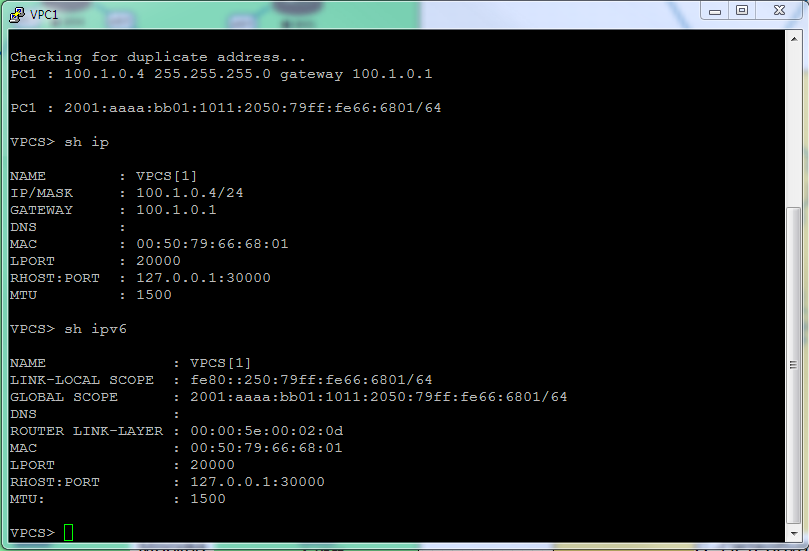 VPC1
Checking for duplicate address...
PC1 : 100.1.0.4 255.255.255.0 gateway 100.1.0.1
PC1 : 2001:aaaa:bb01:1011:2050:79ff:fe66:6801/64
VPCS> sh ip
NAME        : VPCS[1]
IP/MASK     : 100.1.0.4/24
GATEWAY     : 100.1.0.1
DNS         :
MAC         : 00:50:79:66:68:01
LPORT       : 20000
RHOST:PORT  : 127.0.0.1:30000
MTU         : 1500
VPCS> sh ipv6
NAME              : VPCS[1]
LINK-LOCAL SCOPE  : fe80::250:79ff:fe66:6801/64
GLOBAL SCOPE      : 2001:aaaa:bb01:1011:2050:79ff:fe66:6801/64
DNS               :
ROUTER LINK-LAYER : 00:00:5e:00:02:0d
MAC               : 00:50:79:66:68:01
LPORT             : 20000
RHOST:PORT        : 127.0.0.1:30000
MTU:              : 1500
VPCS>